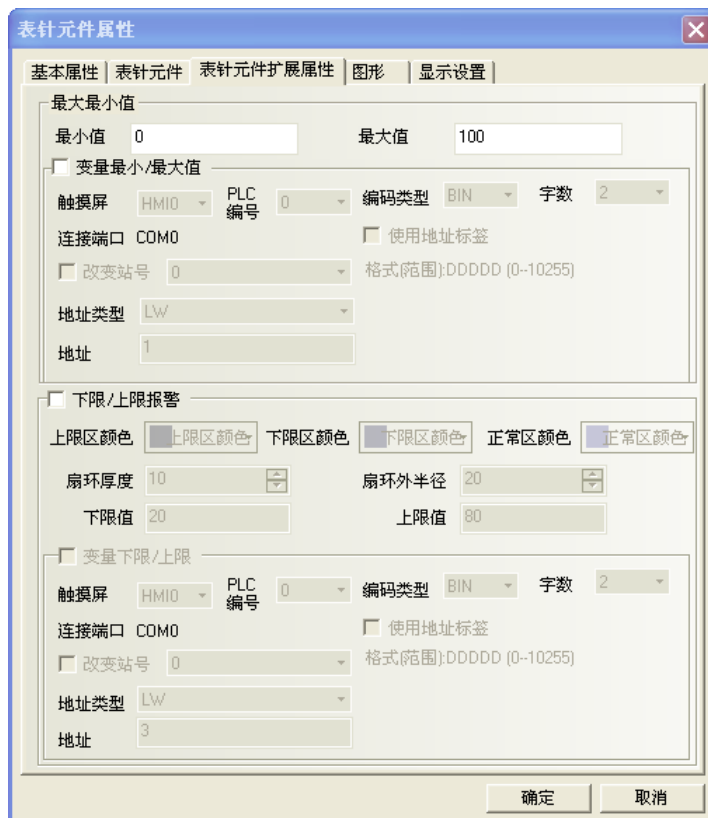 表针元件属性
基本属性 表针元件 表针元件扩展属性 图形 显示设置
最大最小值
最小值 0 最大值 100
变量最小/最大值
触摸屏 HMI0 PLC编号 0 编码类型 BIN 字数 2
连接端口 COM0 使用地址标签
改变站号 0 格式(范围):DDDDD (0--10255)
地址类型 LW
地址 1
下限/上限报警
上限区颜色 上限区颜色 下限区颜色 下限区颜色 正常区颜色 正常区颜色
扇环厚度 10 扇环外半径 20
下限值 20 上限值 80
变量下限/上限
触摸屏 HMI0 PLC编号 0 编码类型 BIN 字数 2
连接端口 COM0 使用地址标签
改变站号 0 格式(范围):DDDDD (0--10255)
地址类型 LW
地址 3
确定 取消